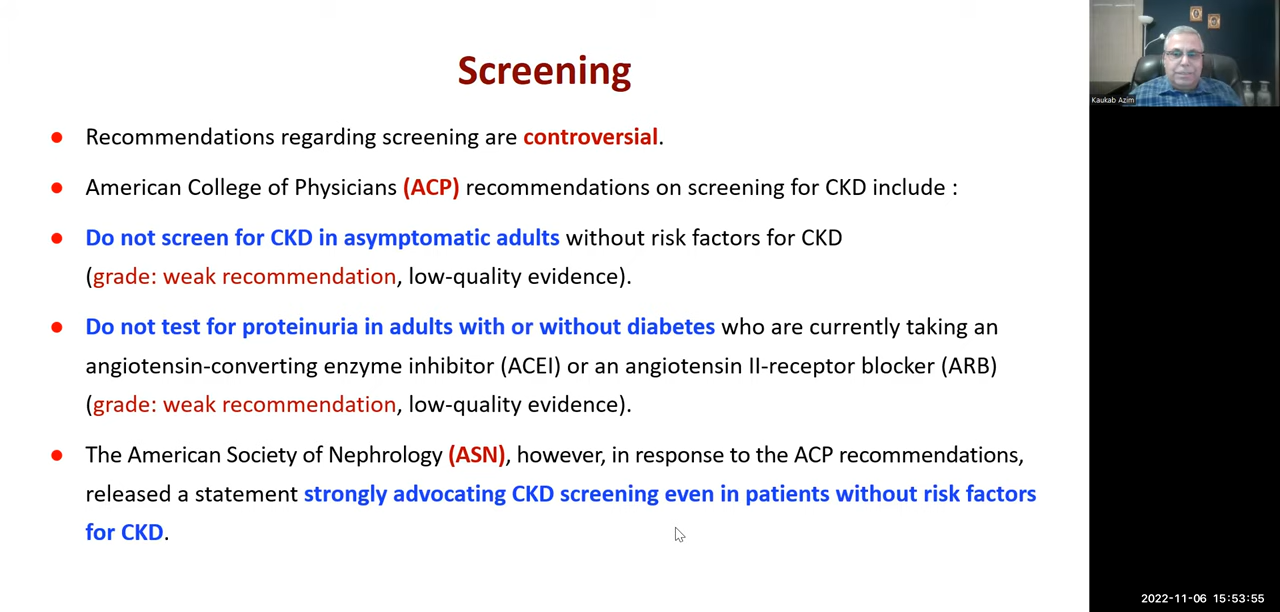 Screening
Recommendations regarding screening are controversial.
American College of Physicians (ACP) recommendations on screening for CKD include :
Do not screen for CKD in asymptomatic adults without risk factors for CKD
(grade: weak recommendation, low-quality evidence).
Do not test for proteinuria in adults with or without diabetes who are currently taking an
angiotensin-converting enzyme inhibitor (ACEI) or an angiotensin II-receptor blocker (ARB)
(grade: weak recommendation, low-quality evidence).
The American Society of Nephrology (ASN), however, in response to the ACP recommendations,
released a statement strongly advocating CKD screening even in patients without risk factors
for CKD.
Kaukab Azim
2022-11-06 15:53:55